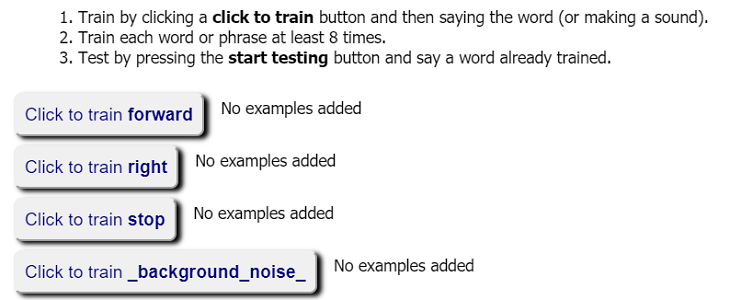 1. Train by clicking a click to train button and then saying the word (or making a sound).
2. Train each word or phrase at least 8 times.
3. Test by pressing the start testing button and say a word already trained.
Click to train forward No examples added
Click to train right No examples added
Click to train stop No examples added
Click to train _background_noise_ No examples added